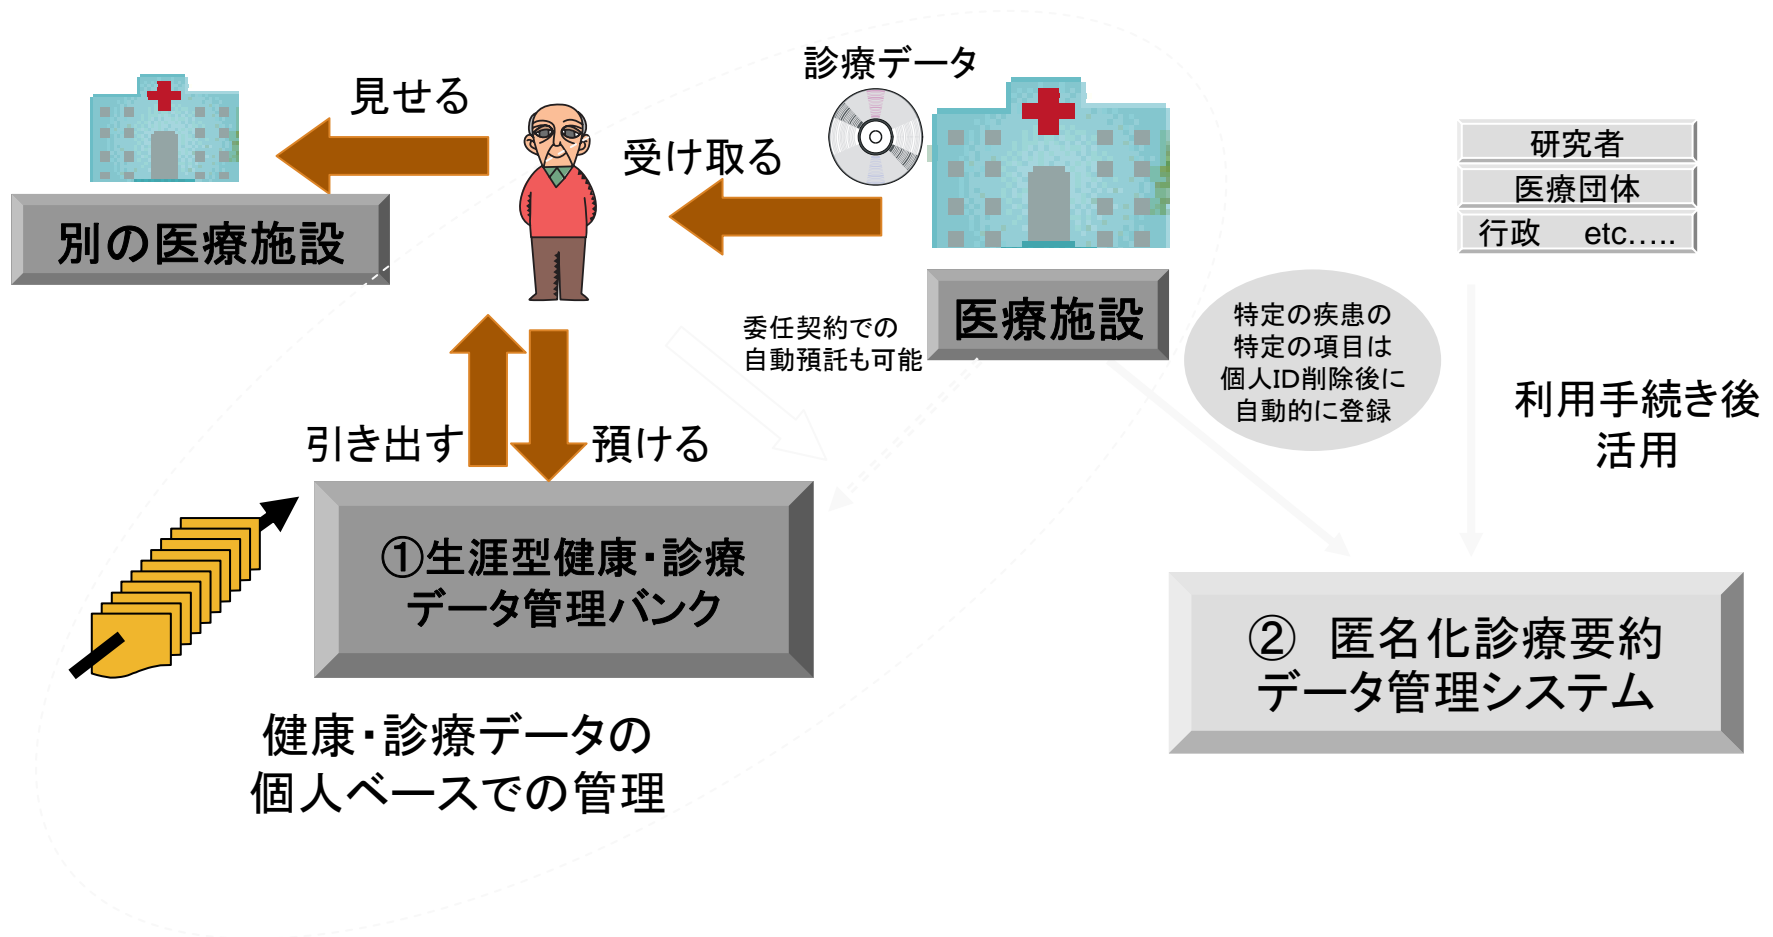 診療データ
見せる
受け取る
研究者
医療団体
行政 etc…..
別の医療施設
医療施設
委任契約での
自動預託も可能
特定の疾患の
特定の項目は
個人ID削除後に
自動的に登録
利用手続き後
活用
引き出す
預ける
①生涯型健康・診療
データ管理バンク
② 匿名化診療要約
データ管理システム
健康・診療データの
個人ベースでの管理